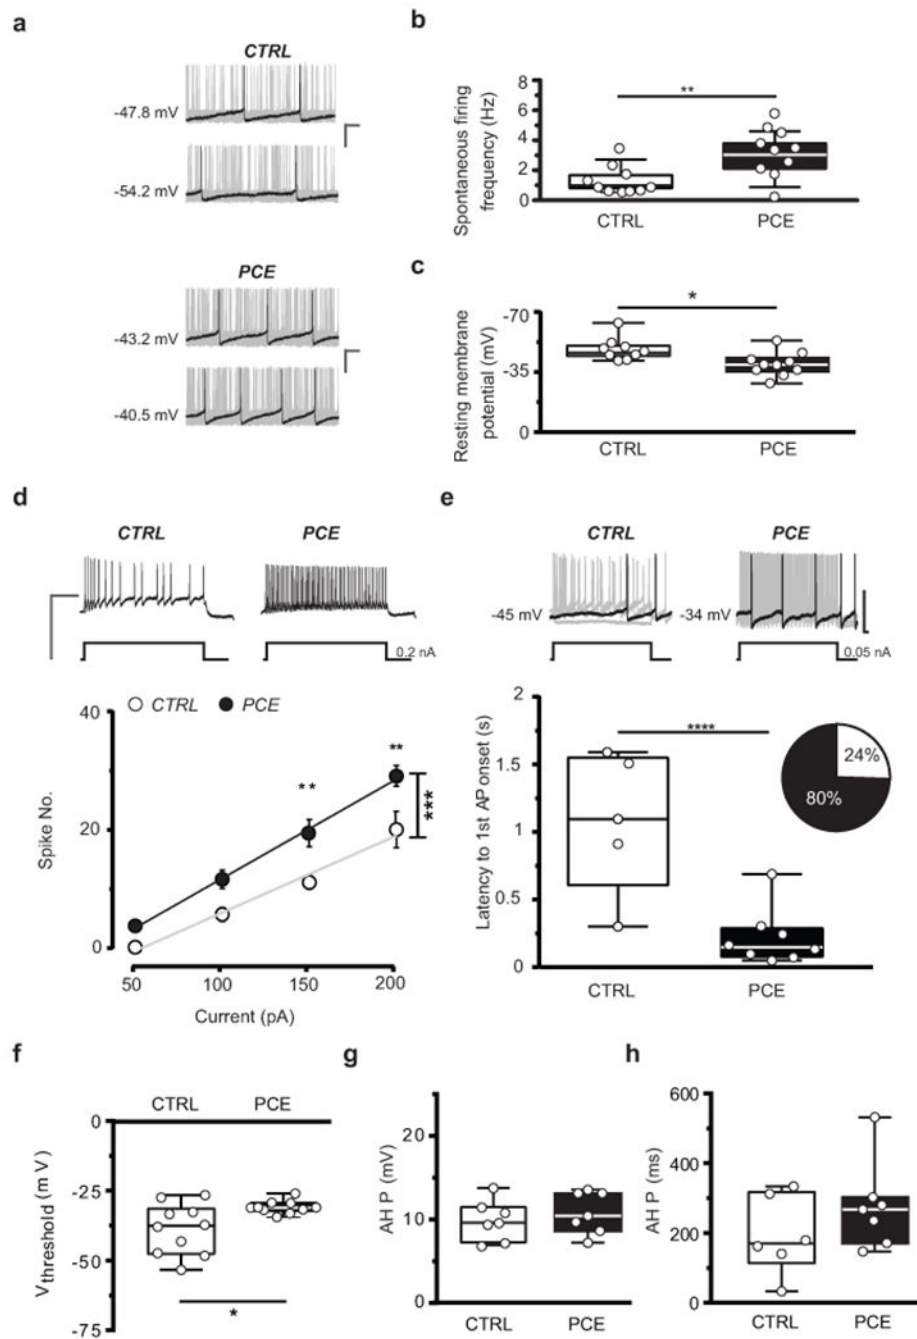 a
CTRL
-47.8 mV
-54.2 mV
PCE
-43.2 mV
-40.5 mV
b
**
Spontaneous firing
frequency (Hz)
8
6
4
2
0
CTRL
PCE
c
*
Resting membrane
potential (mV)
-70
-35
0
CTRL
PCE
d
CTRL
PCE
0.2 nA
CTRL
PCE
Spike No.
40
20
0
**
**
***
50
100
150
200
Current (pA)
e
CTRL
PCE
-45 mV
-34 mV
0.05 nA
Latency to 1st AP onset (s)
2
1.5
1
0.5
0
****
24%
80%
CTRL
PCE
f
CTRL
PCE
Vthreshold (m V)
0
-25
-50
-75
*
g
AH P (mV)
20
10
0
CTRL
PCE
h
AH P (ms)
600
400
200
0
CTRL
PCE